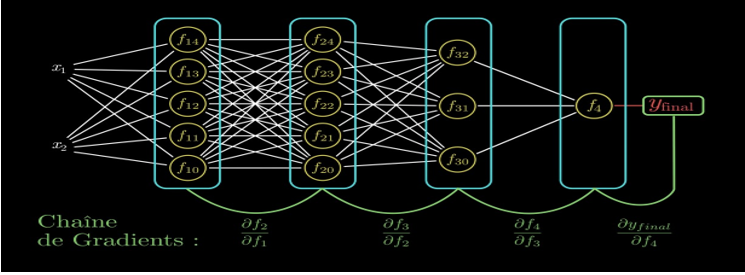 f₁₄ f₂₄
f₃₂
x₁ f₁₃ f₂₃
f₁₂ f₂₂ f₃₁ f₄ y_final
f₁₁ f₂₁
x₂
f₁₀ f₂₀ f₃₀
Chaîne
de Gradients : ∂f₂/∂f₁ ∂f₃/∂f₂ ∂f₄/∂f₃ ∂y_final/∂f₄